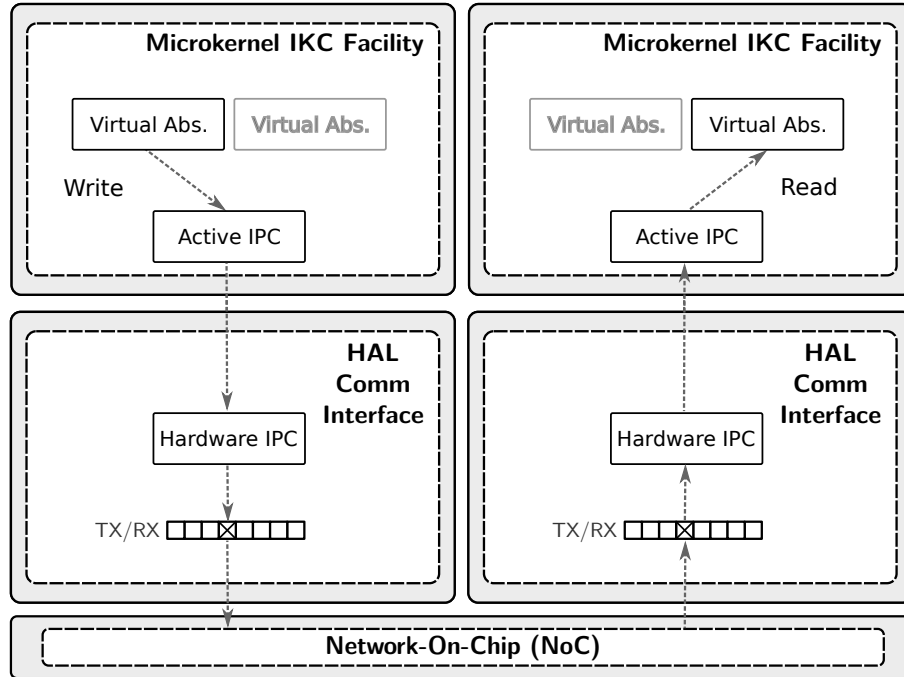 Microkernel IKC Facility
Virtual Abs.
Virtual Abs.
Write
Active IPC
HAL
Comm
Interface
Hardware IPC
TX/RX
Microkernel IKC Facility
Virtual Abs.
Virtual Abs.
Read
Active IPC
HAL
Comm
Interface
Hardware IPC
TX/RX
Network-On-Chip (NoC)